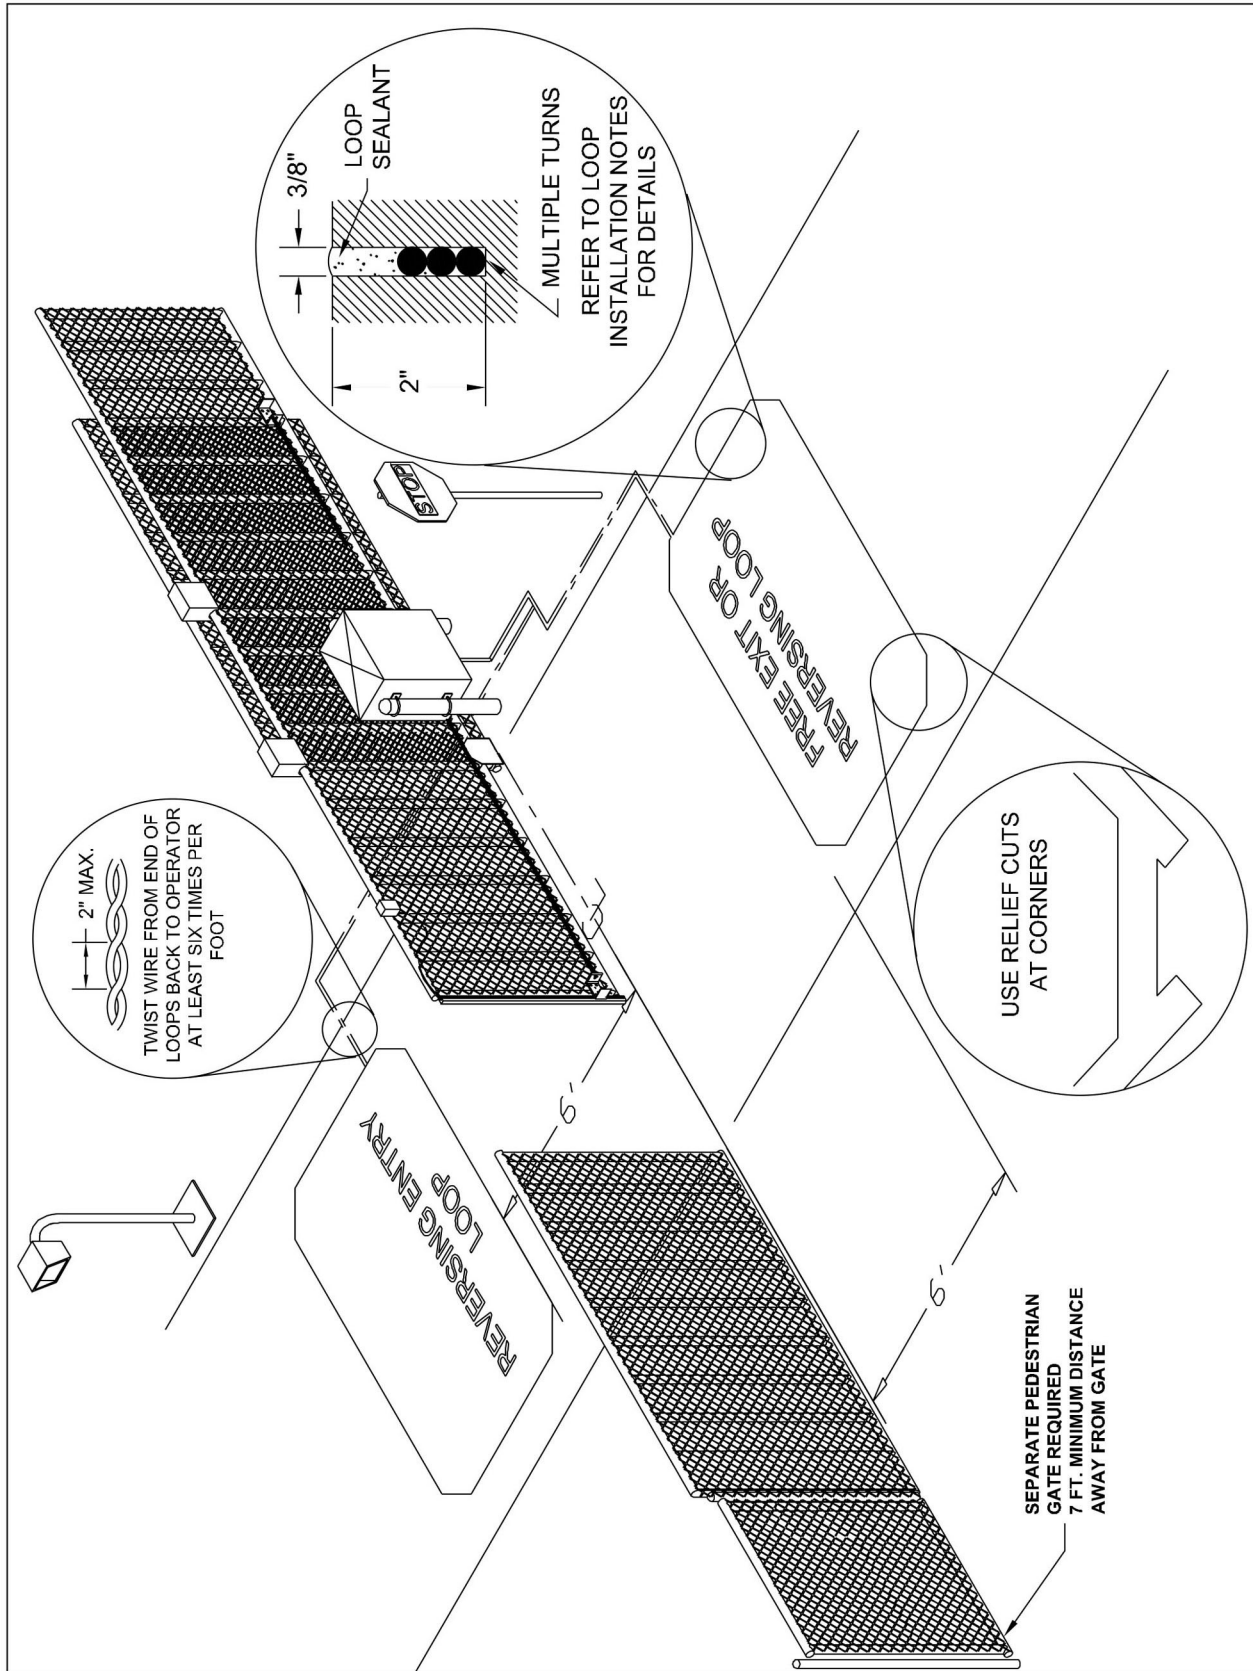 2" MAX.
TWIST WIRE FROM END OF
LOOPS BACK TO OPERATOR
AT LEAST SIX TIMES PER
FOOT
3/8"
LOOP
SEALANT
2"
MULTIPLE TURNS
REFER TO LOOP
INSTALLATION NOTES
FOR DETAILS
STOP
REVERSING ENTRY
LOOP
6'
FREE EXIT OR
REVERSING LOOP
6'
USE RELIEF CUTS
AT CORNERS
SEPARATE PEDESTRIAN
GATE REQUIRED
7 FT. MINIMUM DISTANCE
AWAY FROM GATE